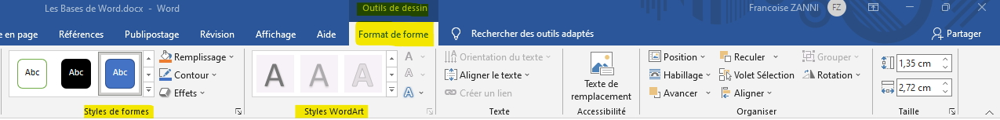 Les Bases de Word.docx - Word
Outils de dessin
Francoise ZANNI
FZ
e en page Références Publipostage Révision Affichage Aide Format de forme Rechercher des outils adaptés Partager
Abc Abc Abc
Remplissage
Contour
Effets
Styles de formes
A A A
A
A
A
Styles WordArt
Orientation du texte
Aligner le texte
Créer un lien
Texte
Texte de
remplacement
Accessibilité
Position Reculer Grouper
Habillage Volet Sélection Rotation
Avancer Aligner
Organiser
1,35 cm
2,72 cm
Taille